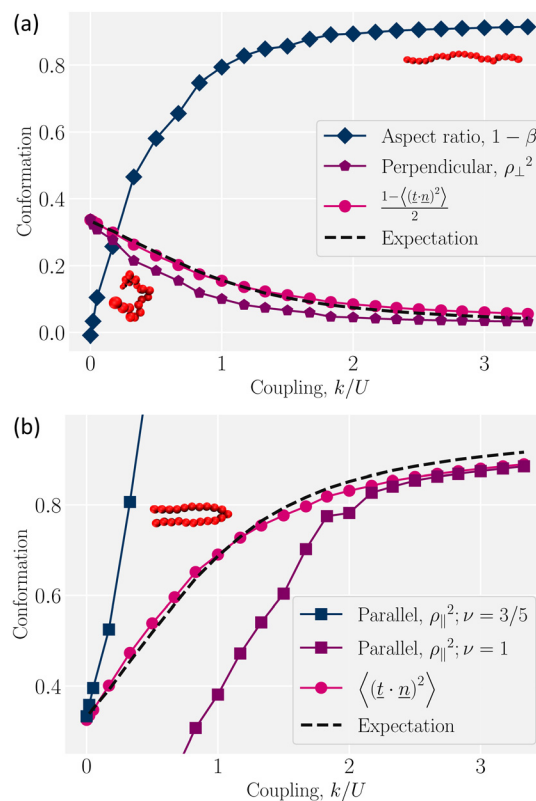 (a)
Conformation
0.8
0.6
0.4
0.2
0.0
Aspect ratio, 1 − β
Perpendicular, ρ⊥²
1−⟨(t·n)²⟩
2
Expectation
0 1 2 3
Coupling, k/U
(b)
Conformation
0.8
0.6
0.4
Parallel, ρ∥²; ν = 3/5
Parallel, ρ∥²; ν = 1
⟨(t · n)²⟩
Expectation
0 1 2 3
Coupling, k/U